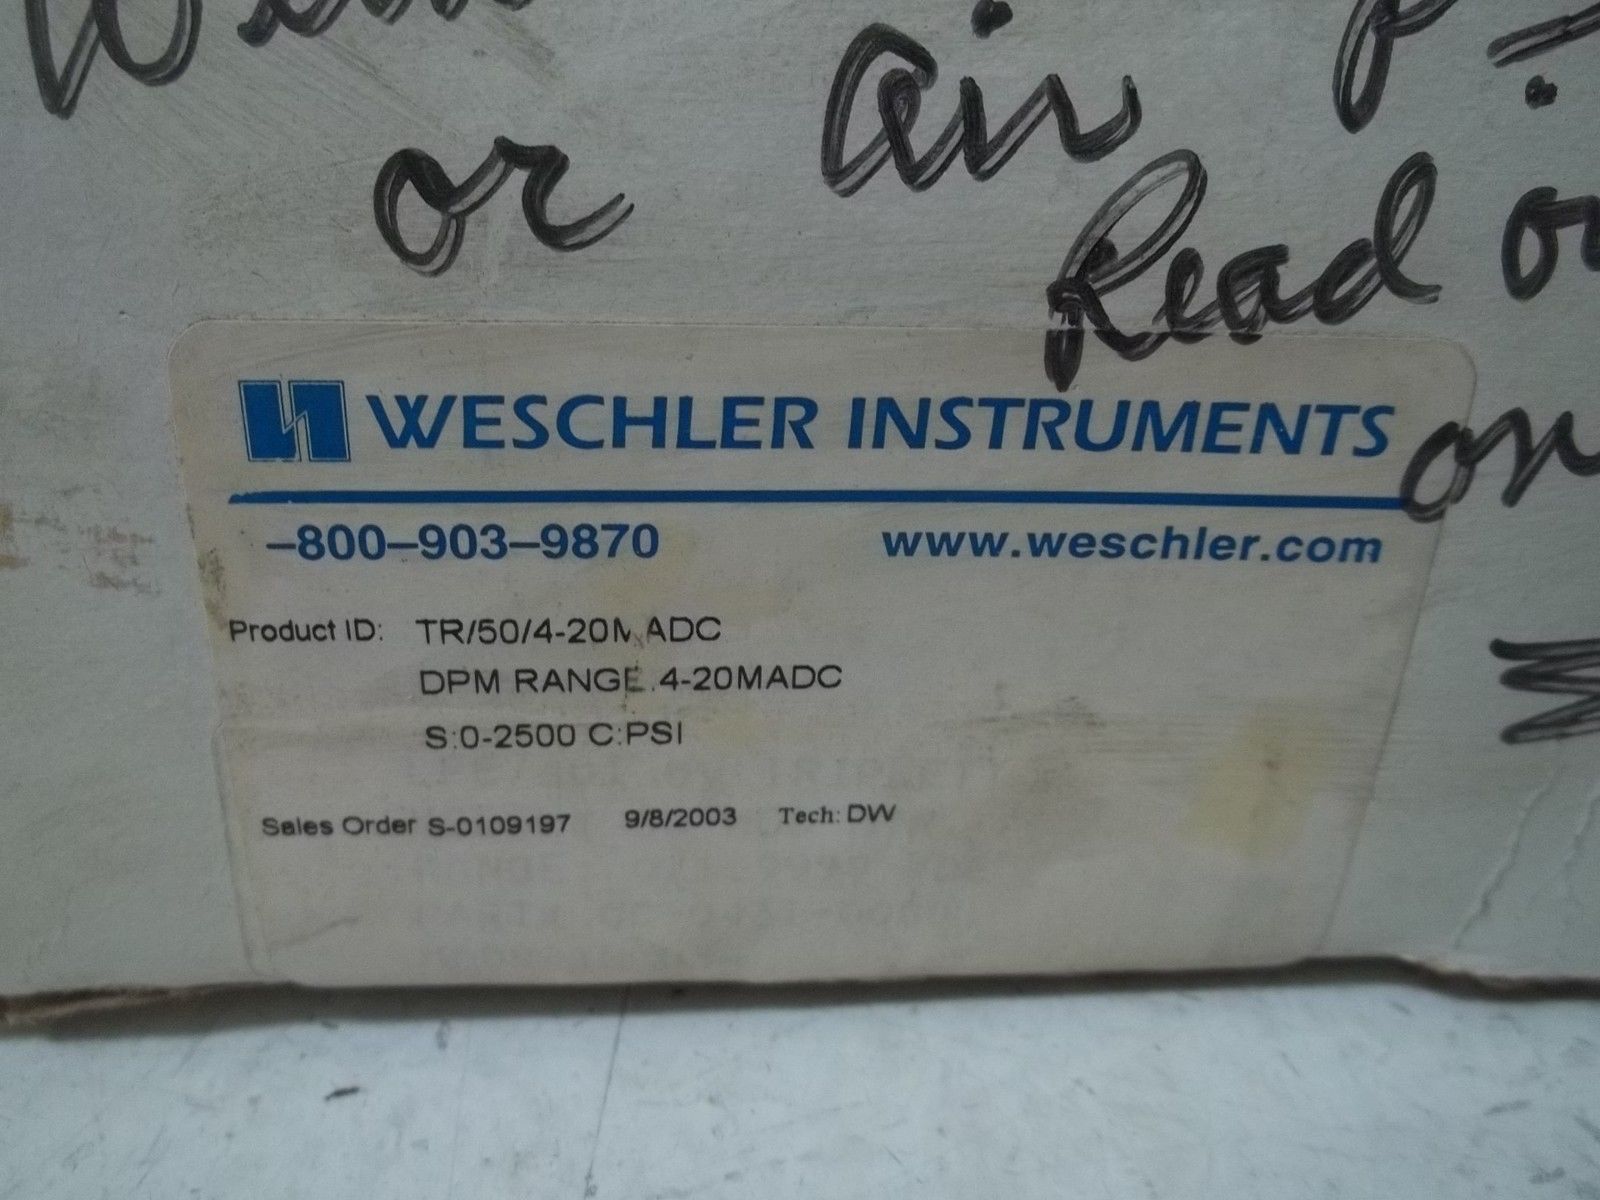 or air
Read
on
WESCHLER INSTRUMENTS
-800-903-9870 www.weschler.com
Product ID: TR/50/4-20MADC
DPM RANGE.4-20MADC
S:0-2500 C:PSI
Sales Order S-0109197 9/8/2003 Tech: DW